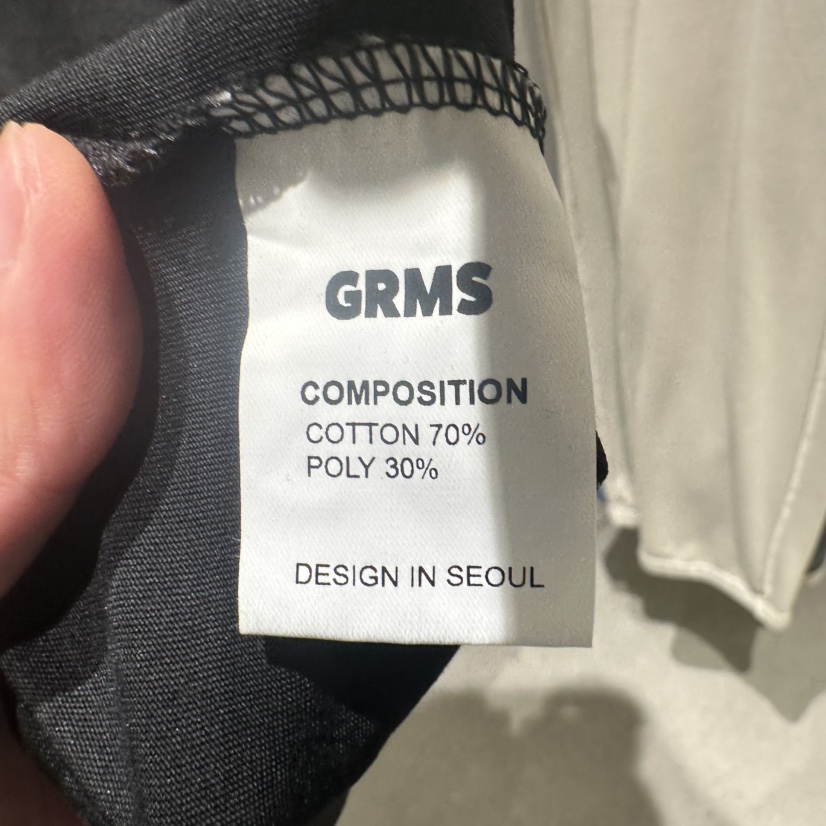 GRMS
COMPOSITION
COTTON 70%
POLY 30%
DESIGN IN SEOUL